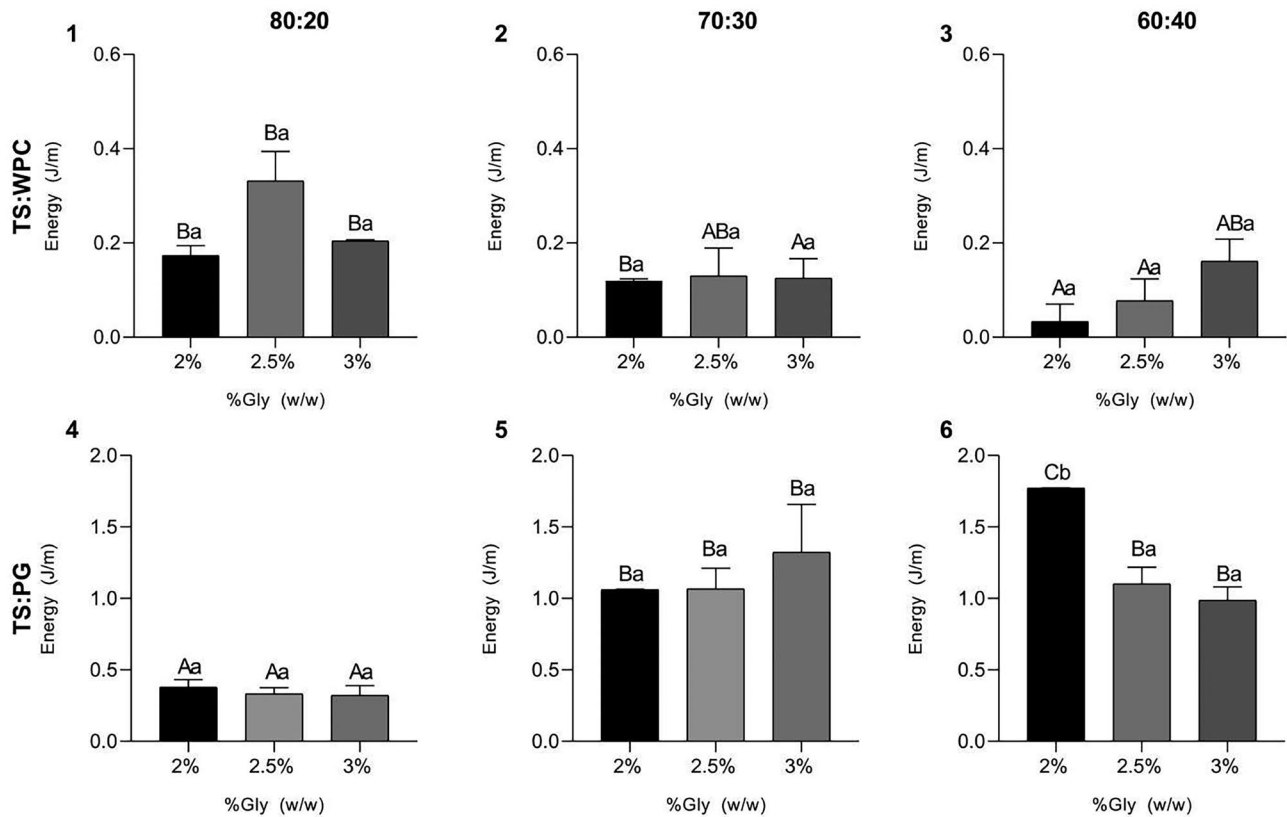 80:20
70:30
60:40
TS:WPC
1
Energy (J/m)
0.6
0.4
0.2
0.0
Ba
Ba
Ba
2%
2.5%
3%
%Gly (w/w)
2
Energy (J/m)
0.6
0.4
0.2
0.0
Ba
ABa
Aa
2%
2.5%
3%
%Gly (w/w)
3
Energy (J/m)
0.6
0.4
0.2
0.0
Aa
Aa
ABa
2%
2.5%
3%
%Gly (w/w)
TS:PG
4
Energy (J/m)
2.0
1.5
1.0
0.5
0.0
Aa
Aa
Aa
2%
2.5%
3%
%Gly (w/w)
5
Energy (J/m)
2.0
1.5
1.0
0.5
0.0
Ba
Ba
Ba
2%
2.5%
3%
%Gly (w/w)
6
Energy (J/m)
2.0
1.5
1.0
0.5
0.0
Cb
Ba
Ba
2%
2.5%
3%
%Gly (w/w)